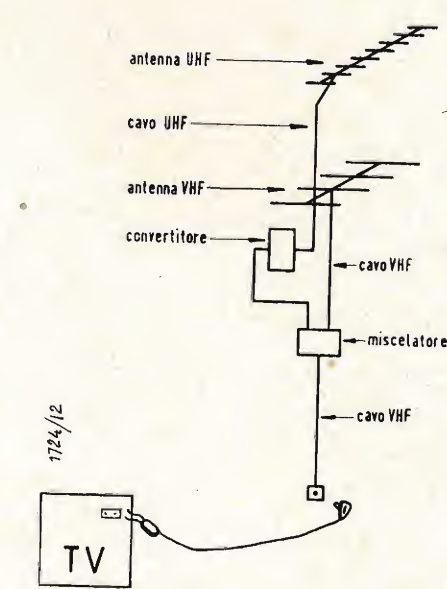 antenna UHF
cavo UHF
antenna VHF
convertitore
cavo VHF
miscelatore
cavo VHF
1724/12
TV